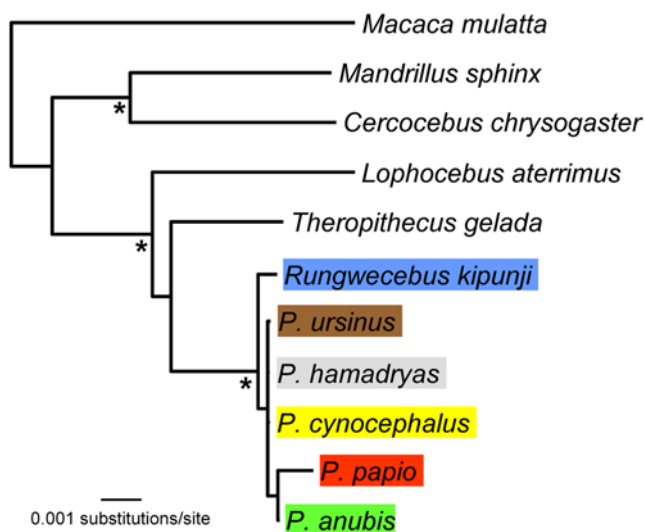 Macaca mulatta
Mandrillus sphinx
*
Cercocebus chrysogaster
Lophocebus aterrimus
Theropithecus gelada
*
Rungwecebus kipunji
P. ursinus
P. hamadryas
*
P. cynocephalus
P. papio
0.001 substitutions/site
P. anubis